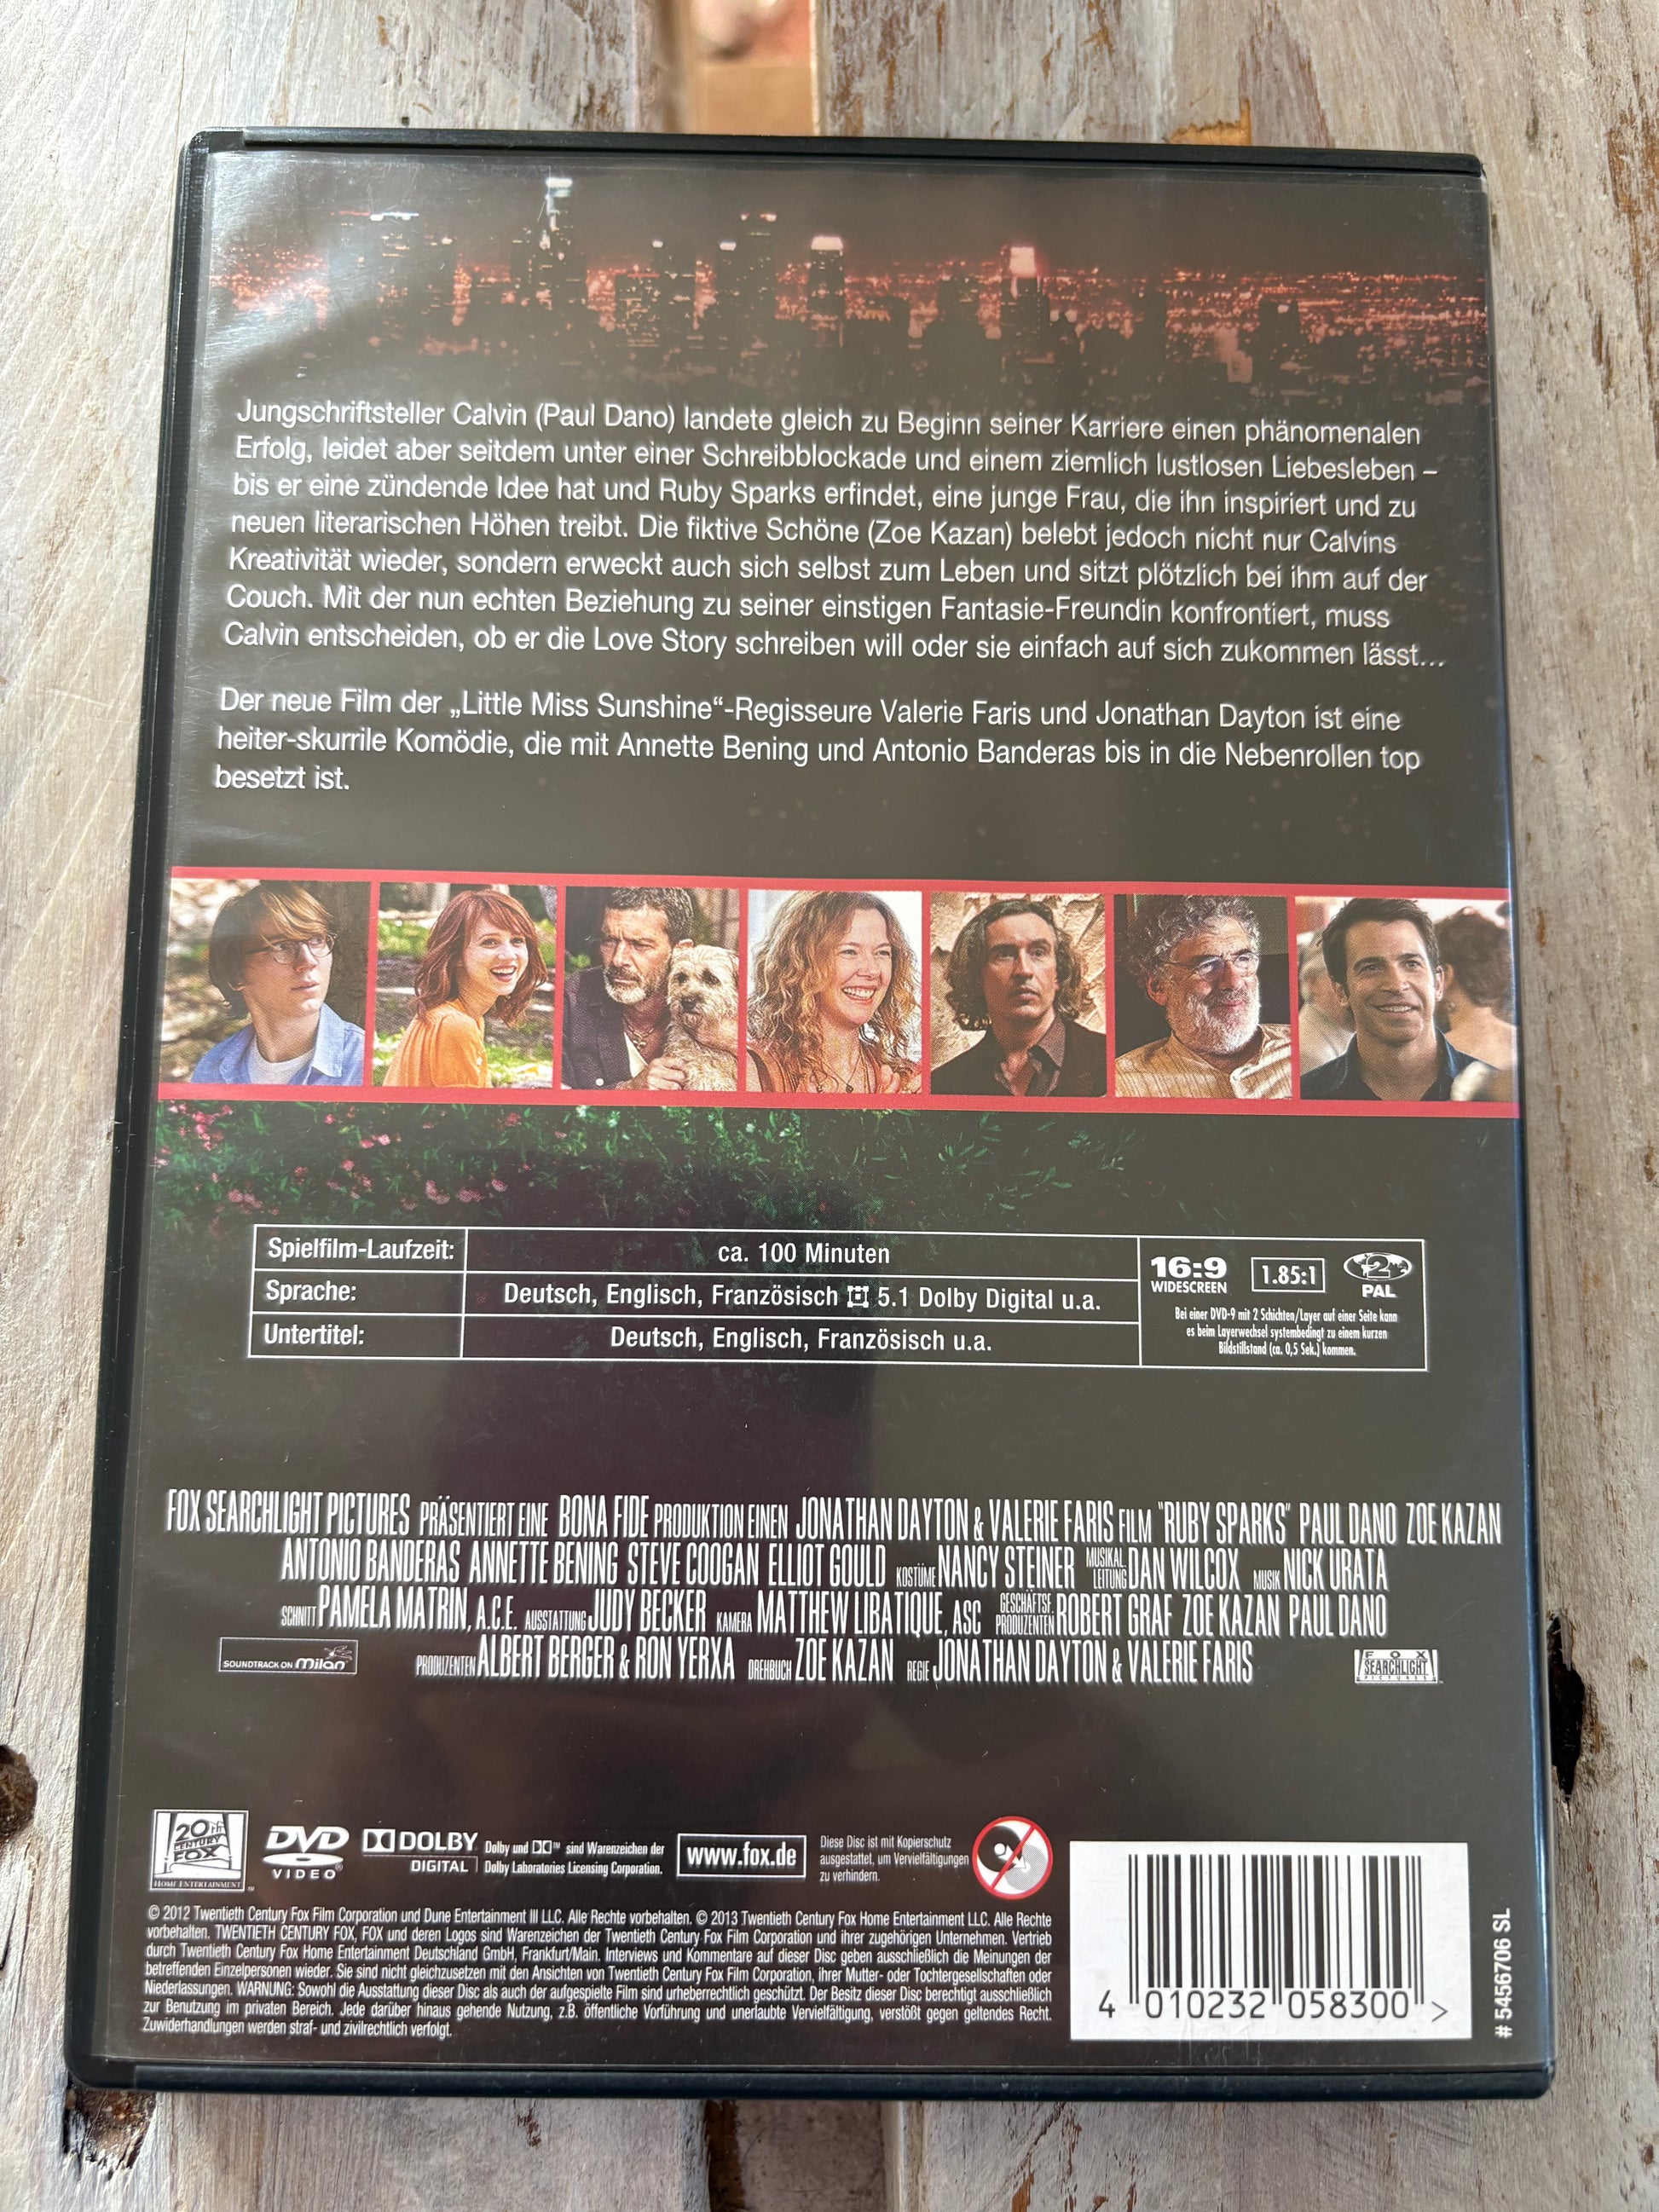 Jungschriftsteller Calvin (Paul Dano) landete gleich zu Beginn seiner Karriere einen phänomenalen
Erfolg, leidet aber seitdem unter einer Schreibblockade und einem ziemlich lustlosen Liebesleben –
bis er eine zündende Idee hat und Ruby Sparks erfindet, eine junge Frau, die ihn inspiriert und zu
neuen literarischen Höhen treibt. Die fiktive Schöne (Zoe Kazan) belebt jedoch nicht nur Calvins
Kreativität wieder, sondern erweckt auch sich selbst zum Leben und sitzt plötzlich bei ihm auf der
Couch. Mit der nun echten Beziehung zu seiner einstigen Fantasie-Freundin konfrontiert, muss
Calvin entscheiden, ob er die Love Story schreiben will oder sie einfach auf sich zukommen lässt...
Der neue Film der „Little Miss Sunshine“-Regisseure Valerie Faris und Jonathan Dayton ist eine
heiter-skurrile Komödie, die mit Annette Bening und Antonio Banderas bis in die Nebenrollen top
besetzt ist.
Spielfilm-Laufzeit: ca. 100 Minuten
Sprache: Deutsch, Englisch, Französisch 5.1 Dolby Digital u.a.
Untertitel: Deutsch, Englisch, Französisch u.a.
16:9 1.85:1 2
WIDESCREEN PAL
Bei einer DVD-9 mit 2 Schichten/Layer auf einer Seite kann
es beim Layerwechsel systembedingt zu einem kurzen
Bildstillstand (ca. 0,5 Sek.) kommen.
FOX SEARCHLIGHT PICTURES PRÄSENTIERT EINE BONA FIDE PRODUKTION EINEN JONATHAN DAYTON & VALERIE FARIS FILM "RUBY SPARKS" PAUL DANO ZOE KAZAN
ANTONIO BANDERAS ANNETTE BENING STEVE COOGAN ELLIOT GOULD KOSTÜME NANCY STEINER MUSIKAL. LEITUNG DAN WILCOX MUSIK NICK URATA
SCHNITT PAMELA MATRIN, A.C.E. AUSSTATTUNG JUDY BECKER KAMERA MATTHEW LIBATIQUE, ASC GESCHÄFTSF. PRODUZENTEN ROBERT GRAF ZOE KAZAN PAUL DANO
SOUNDTRACK ON milan PRODUZENTEN ALBERT BERGER & RON YERXA DREHBUCH ZOE KAZAN REGIE JONATHAN DAYTON & VALERIE FARIS FOX SEARCHLIGHT PICTURES
20th CENTURY FOX HOME ENTERTAINMENT
DVD VIDEO
DOLBY DIGITAL
Dolby und DD™ sind Warenzeichen der
Dolby Laboratories Licensing Corporation.
www.fox.de
Diese Disc ist mit Kopierschutz
ausgestattet, um Vervielfältigungen
zu verhindern.
© 2012 Twentieth Century Fox Film Corporation und Dune Entertainment III LLC. Alle Rechte vorbehalten. © 2013 Twentieth Century Fox Home Entertainment LLC. Alle Rechte
vorbehalten. TWENTIETH CENTURY FOX, FOX und deren Logos sind Warenzeichen der Twentieth Century Fox Film Corporation und ihrer zugehörigen Unternehmen. Vertrieb
durch Twentieth Century Fox Home Entertainment Deutschland GmbH, Frankfurt/Main. Interviews und Kommentare auf dieser Disc geben ausschließlich die Meinungen der
betreffenden Einzelpersonen wieder. Sie sind nicht gleichzusetzen mit den Ansichten von Twentieth Century Fox Film Corporation, ihrer Mutter- oder Tochtergesellschaften oder
Niederlassungen. WARNUNG: Sowohl die Ausstattung dieser Disc als auch der aufgespielte Film sind urheberrechtlich geschützt. Der Besitz dieser Disc berechtigt ausschließlich
zur Benutzung im privaten Bereich. Jede darüber hinaus gehende Nutzung, z.B. öffentliche Vorführung und unerlaubte Vervielfältigung, verstößt gegen geltendes Recht.
Zuwiderhandlungen werden straf- und zivilrechtlich verfolgt.
4 010232 058300 >
# 5456706 SL